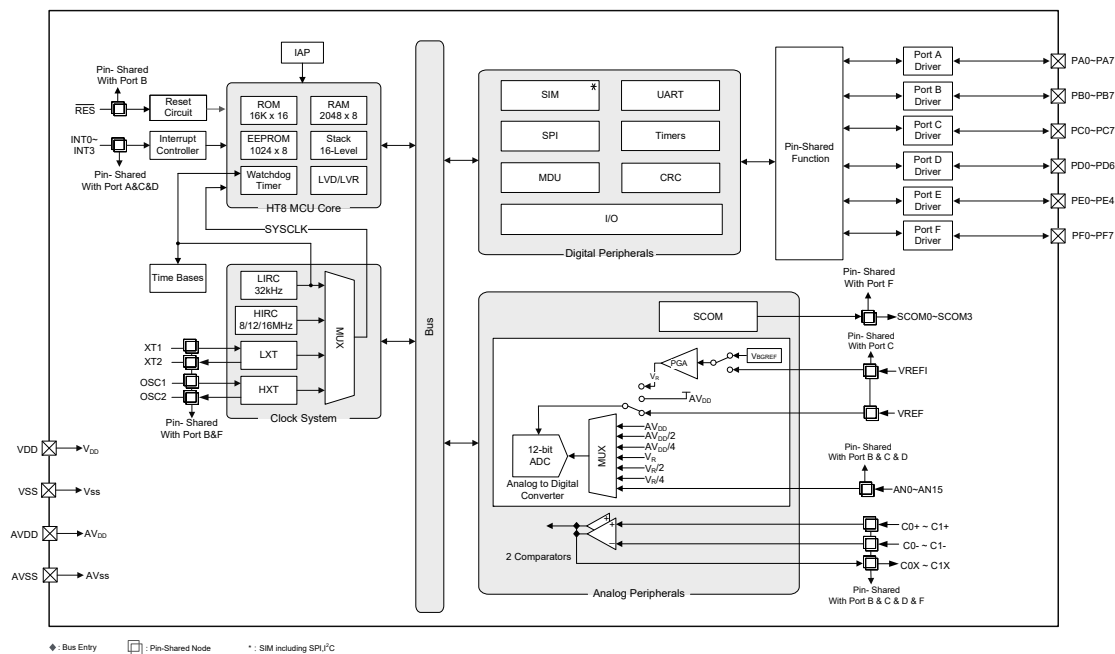 IAP
Pin- Shared
With Port B
RES
Reset
Circuit
ROM
16K x 16
RAM
2048 x 8
INT0~
INT3
Interrupt
Controller
EEPROM
1024 x 8
Stack
16-Level
Pin- Shared
With Port A&C&D
Watchdog
Timer
LVD/LVR
HT8 MCU Core
SYSCLK
Time Bases
LIRC
32kHz
HIRC
8/12/16MHz
MUX
XT1
XT2
LXT
OSC1
OSC2
HXT
Pin- Shared
With Port B&F
Clock System
Bus
SIM
*
UART
SPI
Timers
MDU
CRC
I/O
Digital Peripherals
Pin-Shared
Function
Port A
Driver
PA0~PA7
Port B
Driver
PB0~PB7
Port C
Driver
PC0~PC7
Port D
Driver
PD0~PD6
Port E
Driver
PE0~PE4
Port F
Driver
PF0~PF7
Pin- Shared
With Port F
SCOM
SCOM0~SCOM3
Pin- Shared
With Port C
VBGREF
PGA
VR
AVDD
VREFI
VREF
12-bit
ADC
MUX
AVDD
AVDD/2
AVDD/4
VR
VR/2
VR/4
Analog to Digital
Converter
Pin- Shared
With Port B & C & D
AN0~AN15
+
+
−
2 Comparators
C0+ ~ C1+
C0- ~ C1-
C0X ~ C1X
Pin- Shared
With Port B & C & D & F
Analog Peripherals
VDD
VDD
VSS
Vss
AVDD
AVDD
AVSS
AVss
: Bus Entry
: Pin-Shared Node
* : SIM including SPI,I²C